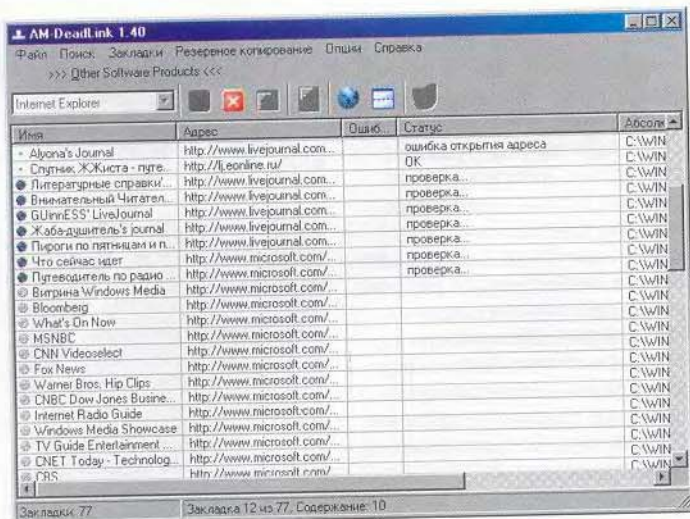 AM-DeadLink 1.40
Файл Поиск Закладки Резервное копирование Опции Справка
>>> Other Software Products <<<
Internet Explorer
Имя Адрес Ошиб... Статус Абсолю
Alyona's Journal http://www.livejournal.com... ошибка открытия адреса C:\WIN
Спутник ЖЖиста - путе... http://lj.eonline.ru/ OK C:\WIN
Литературные справки'... http://www.livejournal.com... проверка... C:\WIN
Внимательный Читател... http://www.livejournal.com... проверка... C:\WIN
GUinnESS' LiveJournal http://www.livejournal.com... проверка... C:\WIN
Жаба-душитель's journal http://www.livejournal.com... проверка... C:\WIN
Пироги по пятницам и п... http://www.livejournal.com... проверка... C:\WIN
Что сейчас идет http://www.microsoft.com/... проверка... C:\WIN
Путеводитель по радио ... http://www.microsoft.com/... проверка... C:\WIN
Витрина Windows Media http://www.microsoft.com/... C:\WIN
Bloomberg http://www.microsoft.com/... C:\WIN
What's On Now http://www.microsoft.com/... C:\WIN
MSNBC http://www.microsoft.com/... C:\WIN
CNN Videoselect http://www.microsoft.com/... C:\WIN
Fox News http://www.microsoft.com/... C:\WIN
Warner Bros. Hip Clips http://www.microsoft.com/... C:\WIN
CNBC Dow Jones Busine... http://www.microsoft.com/... C:\WIN
Internet Radio Guide http://www.microsoft.com/... C:\WIN
Windows Media Showcase http://www.microsoft.com/... C:\WIN
TV Guide Entertainment ... http://www.microsoft.com/... C:\WIN
CNET Today - Technolog... http://www.microsoft.com/... C:\WIN
CBS http://www.microsoft.com/ C:\WIN
Закладки: 77 Закладка 12 из 77, Содержание: 10